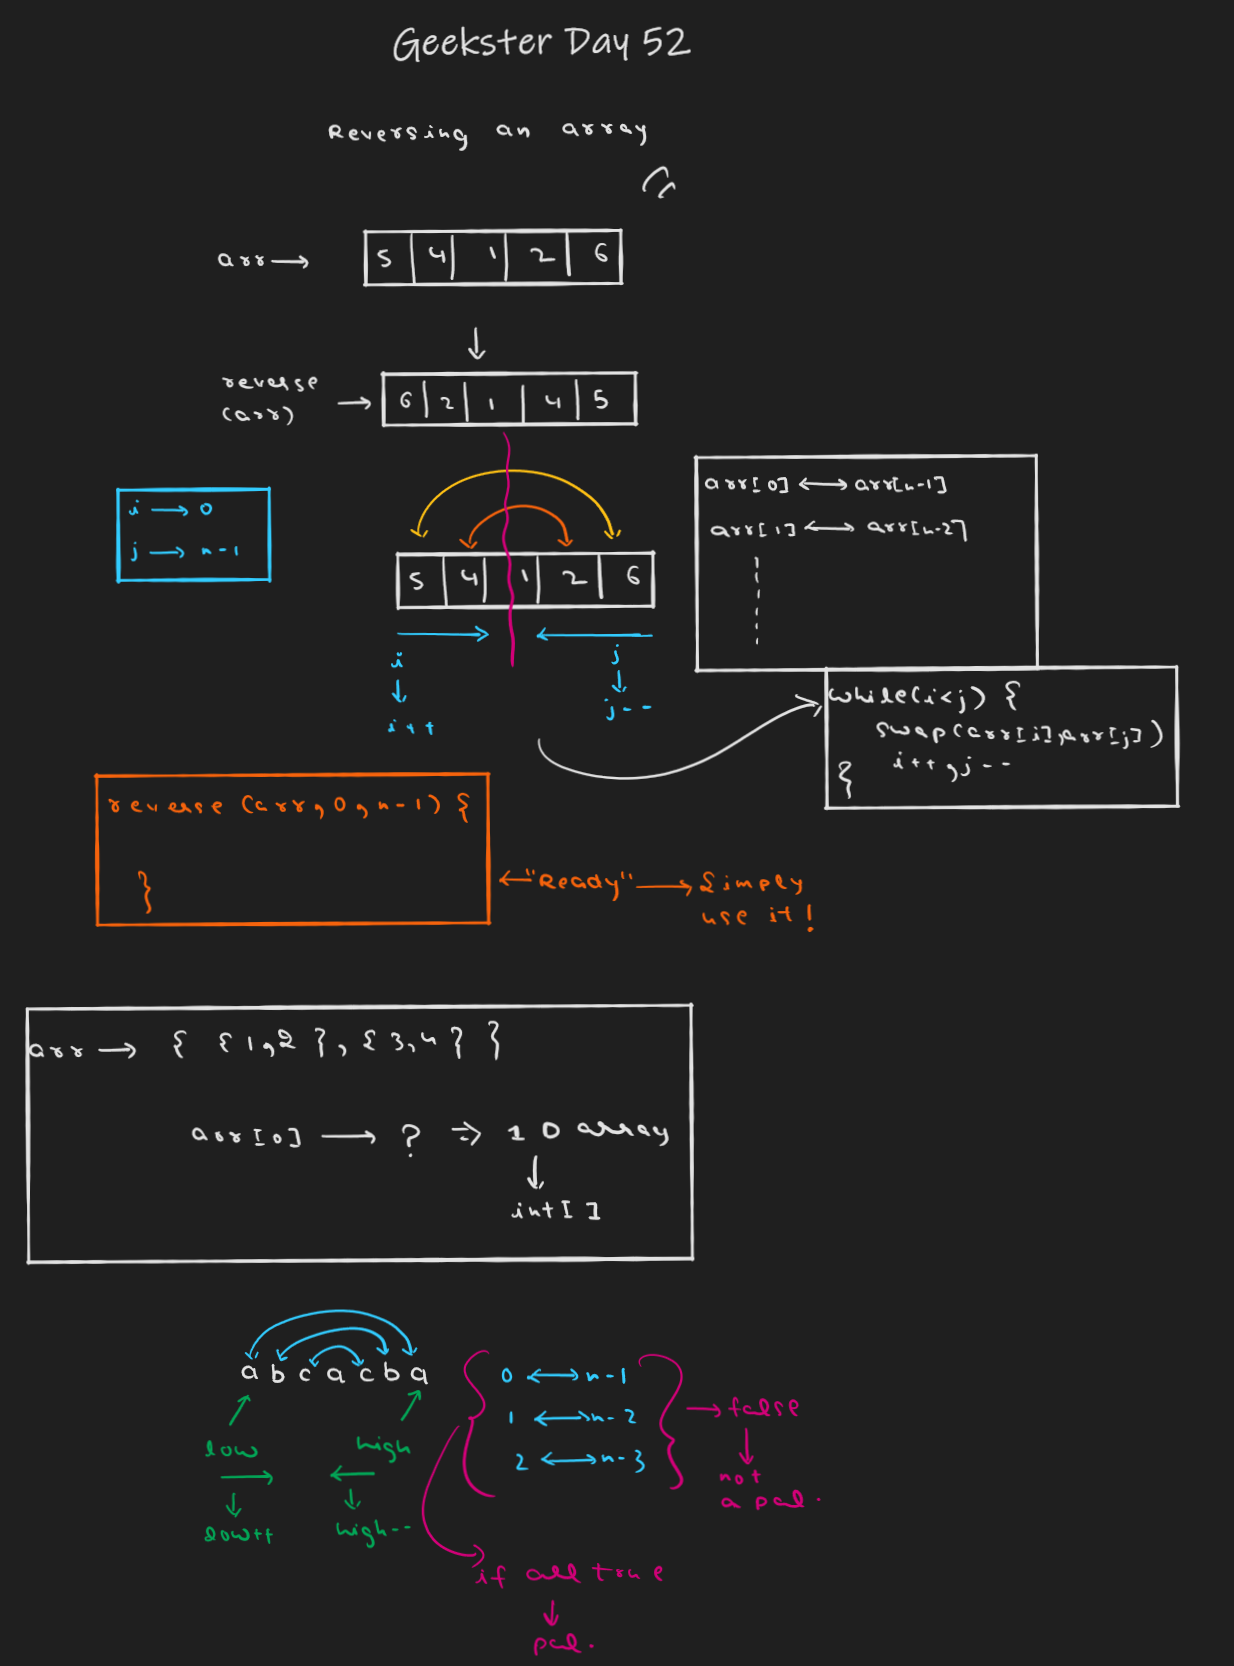 Geekster Day 52
Reversing an array
arr → 5 4 1 2 6
↓
reverse
(arr) → 6 2 1 4 5
i → 0
j → n-1
5 4 1 2 6
i
↓
i++
j
↓
j--
arr[0] ↔ arr[n-1]
arr[1] ↔ arr[n-2]
while(i<j) {
swap(arr[i],arr[j])
i++,j--
{
reverse (arr,0,n-1) {
}
← "Ready" → Simply
use it!
arr → { {1,2}, {3,4} }
arr[0] → ? ⇒ 1 D array
↓
int[]
a b c a c b a
low
↓
low++
high
↓
high--
0 ↔ n-1
1 ↔ n-2
2 ↔ n-3
→ false
↓
not
a pal.
if all true
↓
pal.